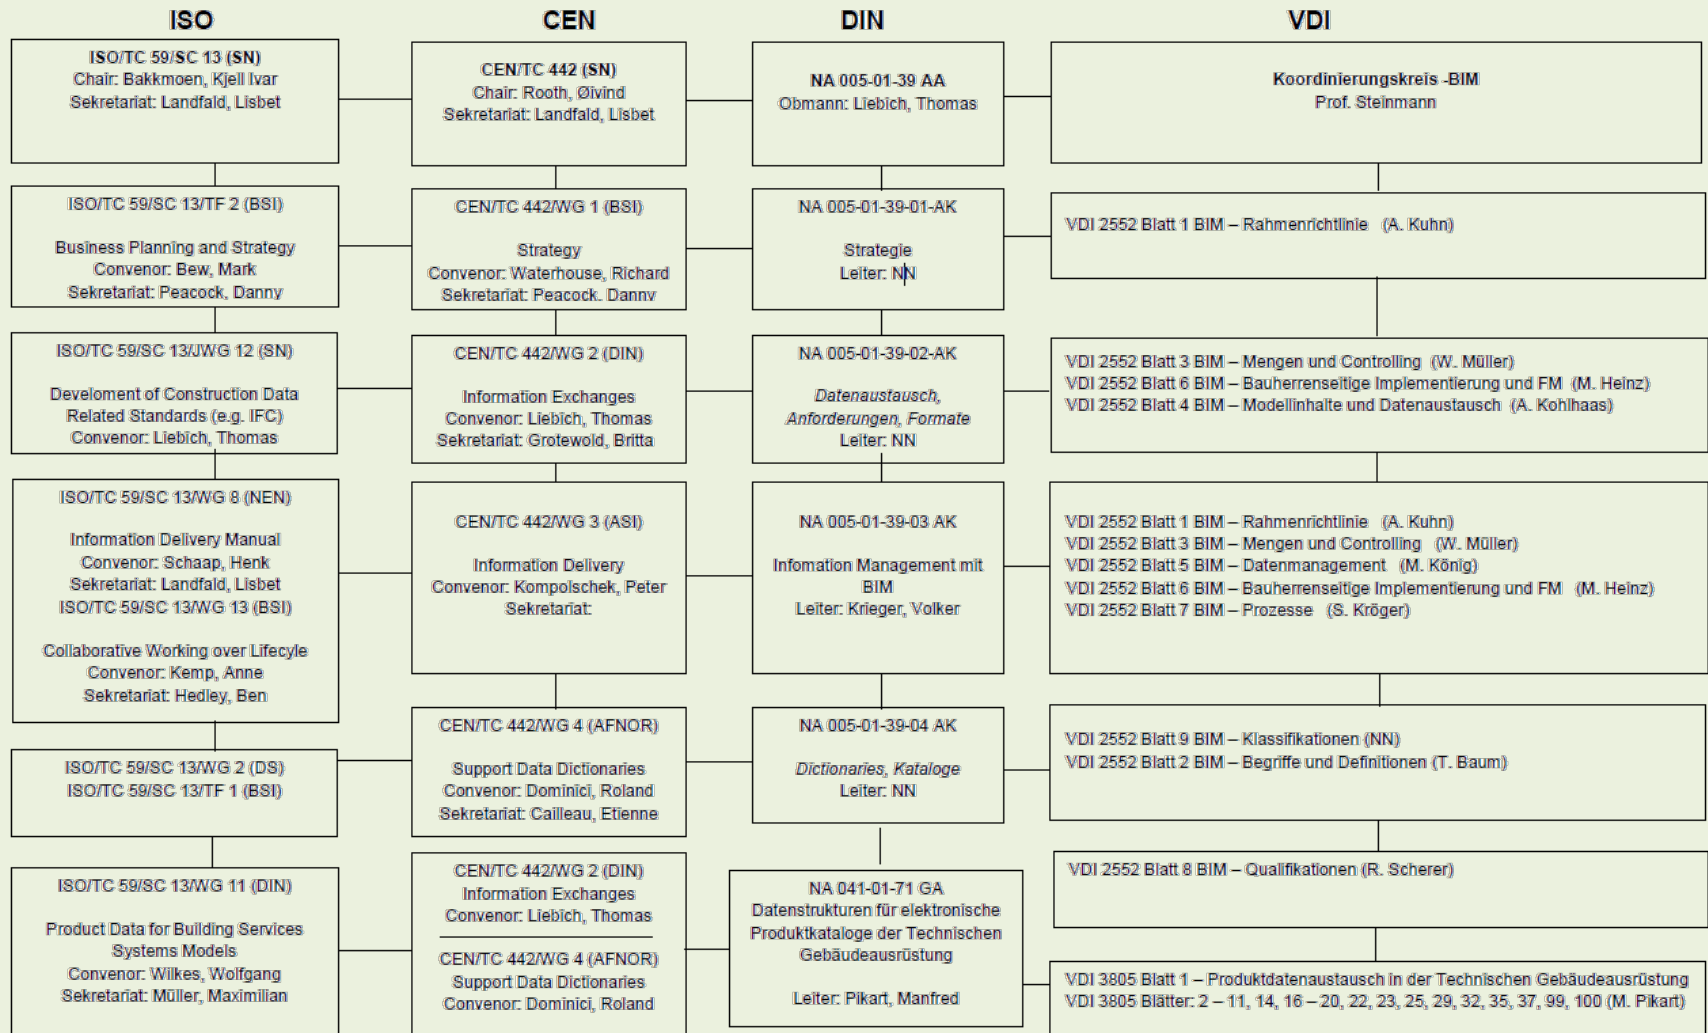 ISO
CEN
DIN
VDI
ISO/TC 59/SC 13 (SN)
Chair: Bakkmoen, Kjell Ivar
Sekretariat: Landfald, Lisbet
CEN/TC 442 (SN)
Chair: Rooth, Øivind
Sekretariat: Landfald, Lisbet
NA 005-01-39 AA
Obmann: Liebich, Thomas
Koordinierungskreis -BIM
Prof. Steinmann
ISO/TC 59/SC 13/TF 2 (BSI)
Business Planning and Strategy
Convenor: Bew, Mark
Sekretariat: Peacock, Danny
CEN/TC 442/WG 1 (BSI)
Strategy
Convenor: Waterhouse, Richard
Sekretariat: Peacock. Danny
NA 005-01-39-01-AK
Strategie
Leiter: NN
VDI 2552 Blatt 1 BIM – Rahmenrichtlinie (A. Kuhn)
ISO/TC 59/SC 13/JWG 12 (SN)
Develoment of Construction Data
Related Standards (e.g. IFC)
Convenor: Liebich, Thomas
CEN/TC 442/WG 2 (DIN)
Information Exchanges
Convenor: Liebich, Thomas
Sekretariat: Grotewold, Britta
NA 005-01-39-02-AK
Datenaustausch,
Anforderungen, Formate
Leiter: NN
VDI 2552 Blatt 3 BIM – Mengen und Controlling (W. Müller)
VDI 2552 Blatt 6 BIM – Bauherrenseitige Implementierung und FM (M. Heinz)
VDI 2552 Blatt 4 BIM – Modellinhalte und Datenaustausch (A. Kohlhaas)
ISO/TC 59/SC 13/WG 8 (NEN)
Information Delivery Manual
Convenor: Schaap, Henk
Sekretariat: Landfald, Lisbet
ISO/TC 59/SC 13/WG 13 (BSI)
Collaborative Working over Lifecyle
Convenor: Kemp, Anne
Sekretariat: Hedley, Ben
CEN/TC 442/WG 3 (ASI)
Information Delivery
Convenor: Kompolschek, Peter
Sekretariat:
NA 005-01-39-03 AK
Infomation Management mit
BIM
Leiter: Krieger, Volker
VDI 2552 Blatt 1 BIM – Rahmenrichtlinie (A. Kuhn)
VDI 2552 Blatt 3 BIM – Mengen und Controlling (W. Müller)
VDI 2552 Blatt 5 BIM – Datenmanagement (M. König)
VDI 2552 Blatt 6 BIM – Bauherrenseitige Implementierung und FM (M. Heinz)
VDI 2552 Blatt 7 BIM – Prozesse (S. Kröger)
ISO/TC 59/SC 13/WG 2 (DS)
ISO/TC 59/SC 13/TF 1 (BSI)
CEN/TC 442/WG 4 (AFNOR)
Support Data Dictionaries
Convenor: Dominici, Roland
Sekretariat: Cailleau, Etienne
NA 005-01-39-04 AK
Dictionaries, Kataloge
Leiter: NN
VDI 2552 Blatt 9 BIM – Klassifikationen (NN)
VDI 2552 Blatt 2 BIM – Begriffe und Definitionen (T. Baum)
ISO/TC 59/SC 13/WG 11 (DIN)
Product Data for Building Services
Systems Models
Convenor: Wilkes, Wolfgang
Sekretariat: Müller, Maximilian
CEN/TC 442/WG 2 (DIN)
Information Exchanges
Convenor: Liebich, Thomas
CEN/TC 442/WG 4 (AFNOR)
Support Data Dictionaries
Convenor: Dominici, Roland
NA 041-01-71 GA
Datenstrukturen für elektronische
Produktkataloge der Technischen
Gebäudeausrüstung
Leiter: Pikart, Manfred
VDI 2552 Blatt 8 BIM – Qualifikationen (R. Scherer)
VDI 3805 Blatt 1 – Produktdatenaustausch in der Technischen Gebäudeausrüstung
VDI 3805 Blätter: 2 – 11, 14, 16 – 20, 22, 23, 25, 29, 32, 35, 37, 99, 100 (M. Pikart)